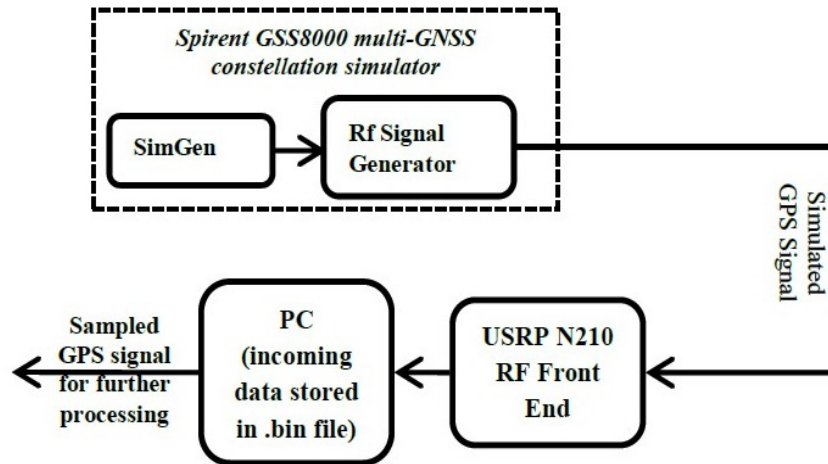 Spirent GSS8000 multi-GNSS
constellation simulator
SimGen
Rf Signal
Generator
Simulated
GPS Signal
USRP N210
RF Front
End
PC
(incoming
data stored
in .bin file)
Sampled
GPS signal
for further
processing